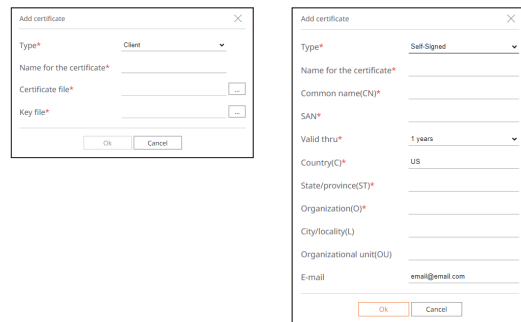 Add certificate
Type* Client
Name for the certificate*
Certificate file* ...
Key file* ...
Ok Cancel
Add certificate
Type* Self-Signed
Name for the certificate*
Common name(CN)*
SAN*
Valid thru* 1 years
Country(C)* US
State/province(ST)*
Organization(O)*
City/locality(L)
Organizational unit(OU)
E-mail email@email.com
Ok Cancel